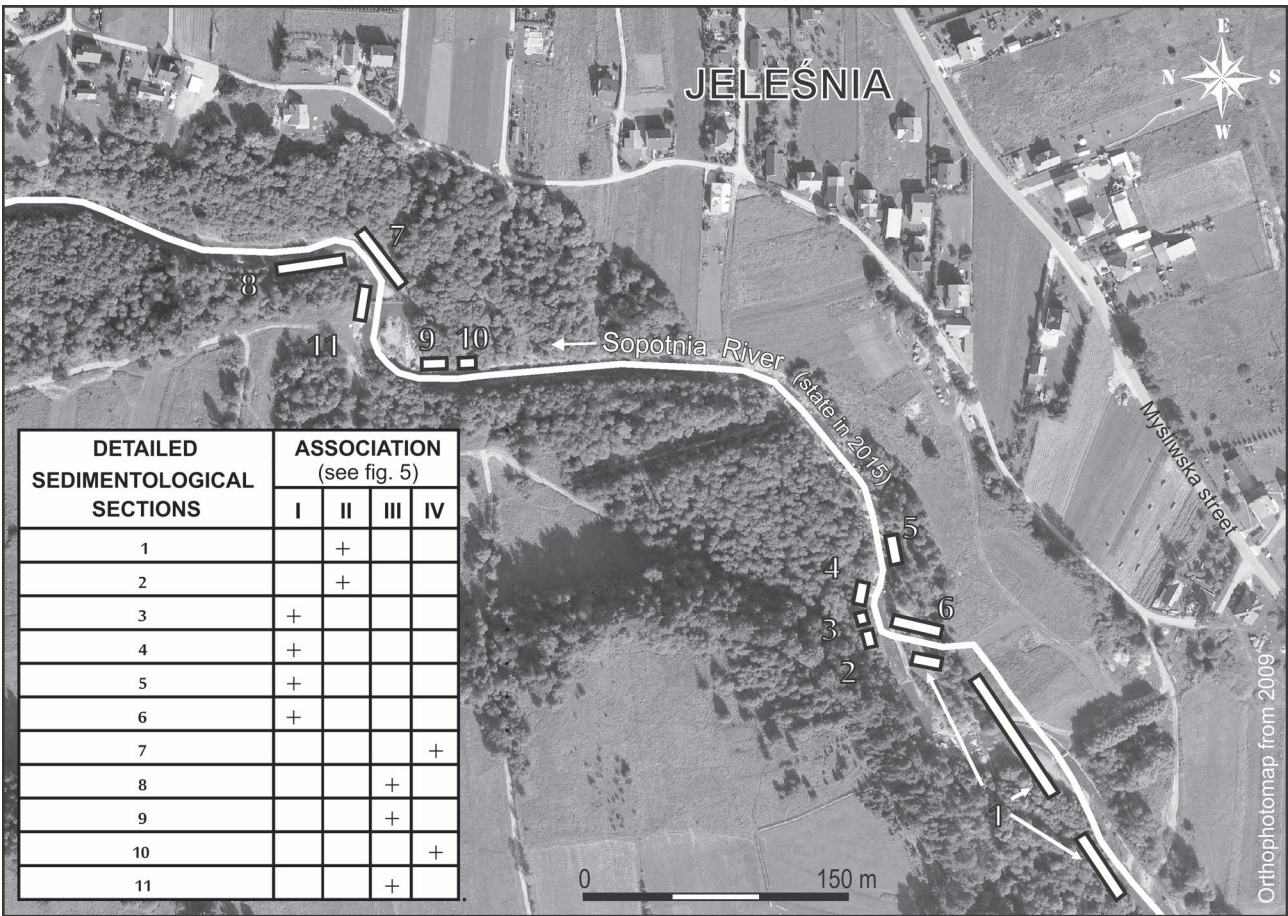 JELEŚNIA
E
N
S
W
7
8
11
9
10
Sopotnia River
(state in 2015)
Mysliwska street
5
4
6
3
2
1
DETAILED SEDIMENTOLOGICAL SECTIONS
ASSOCIATION
(see fig. 5)
I II III IV
1 +
2 +
3 +
4 +
5 +
6 +
7 +
8 +
9 +
10 +
11 +
0 150 m
Orthophotomap from 2009